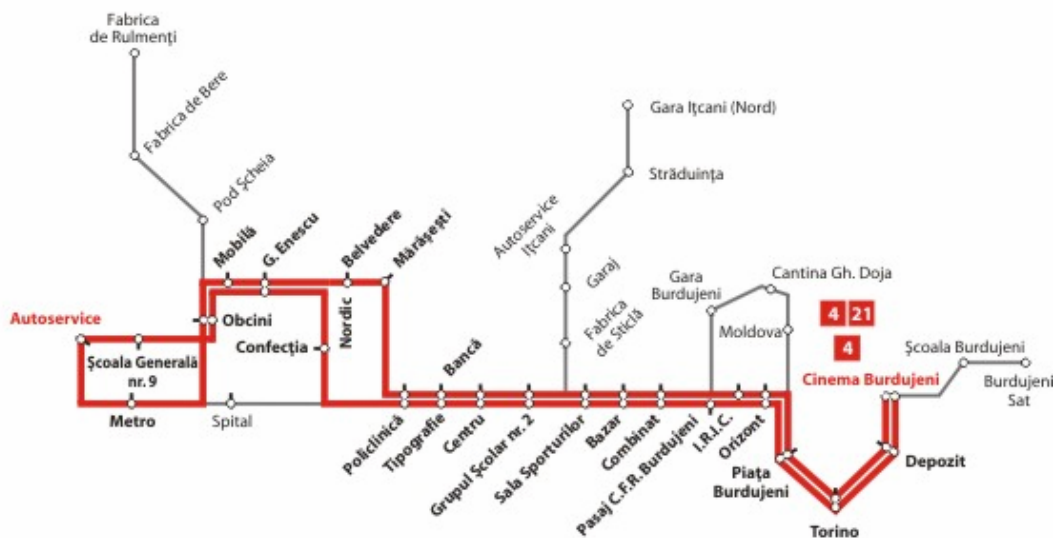 Fabrica
de Rulmenți
Fabrica de Bere
Pod Șcheia
Mobilă
G. Enescu
Belvedere
Mărășești
Autoservice
Școala Generală
nr. 9
Obcini
Confecția
Nordic
Metro
Spital
Policlinică
Tipografie
Bancă
Centru
Grupul Școlar nr. 2
Sala Sporturilor
Bazar
Combinat
Pasaj C.F.R. Burdujeni
I.R.I.C.
Orizont
Gara Ițcani (Nord)
Străduința
Autoservice
Ițcani
Garaj
Fabrica
de Sticlă
Gara
Burdujeni
Cantina Gh. Doja
Moldova
4 21
4
Cinema Burdujeni
Școala Burdujeni
Burdujeni
Sat
Piața
Burdujeni
Depozit
Torino